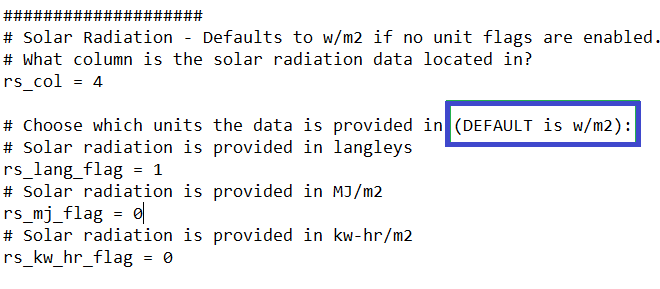 ####################
# Solar Radiation - Defaults to w/m2 if no unit flags are enabled.
# What column is the solar radiation data located in?
rs_col = 4
# Choose which units the data is provided in (DEFAULT is w/m2):
# Solar radiation is provided in langleys
rs_lang_flag = 1
# Solar radiation is provided in MJ/m2
rs_mj_flag = 0
# Solar radiation is provided in kw-hr/m2
rs_kw_hr_flag = 0